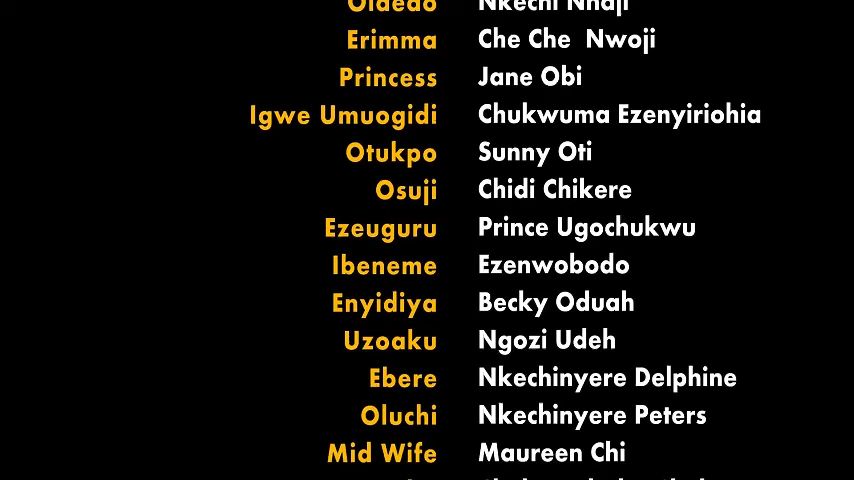 Erimma Che Che Nwoji
Princess Jane Obi
Igwe Umuogidi Chukwuma Ezenyiriohia
Otukpo Sunny Oti
Osuji Chidi Chikere
Ezeuguru Prince Ugochukwu
Ibeneme Ezenwobodo
Enyidiya Becky Oduah
Uzoaku Ngozi Udeh
Ebere Nkechinyere Delphine
Oluchi Nkechinyere Peters
Mid Wife Maureen Chi